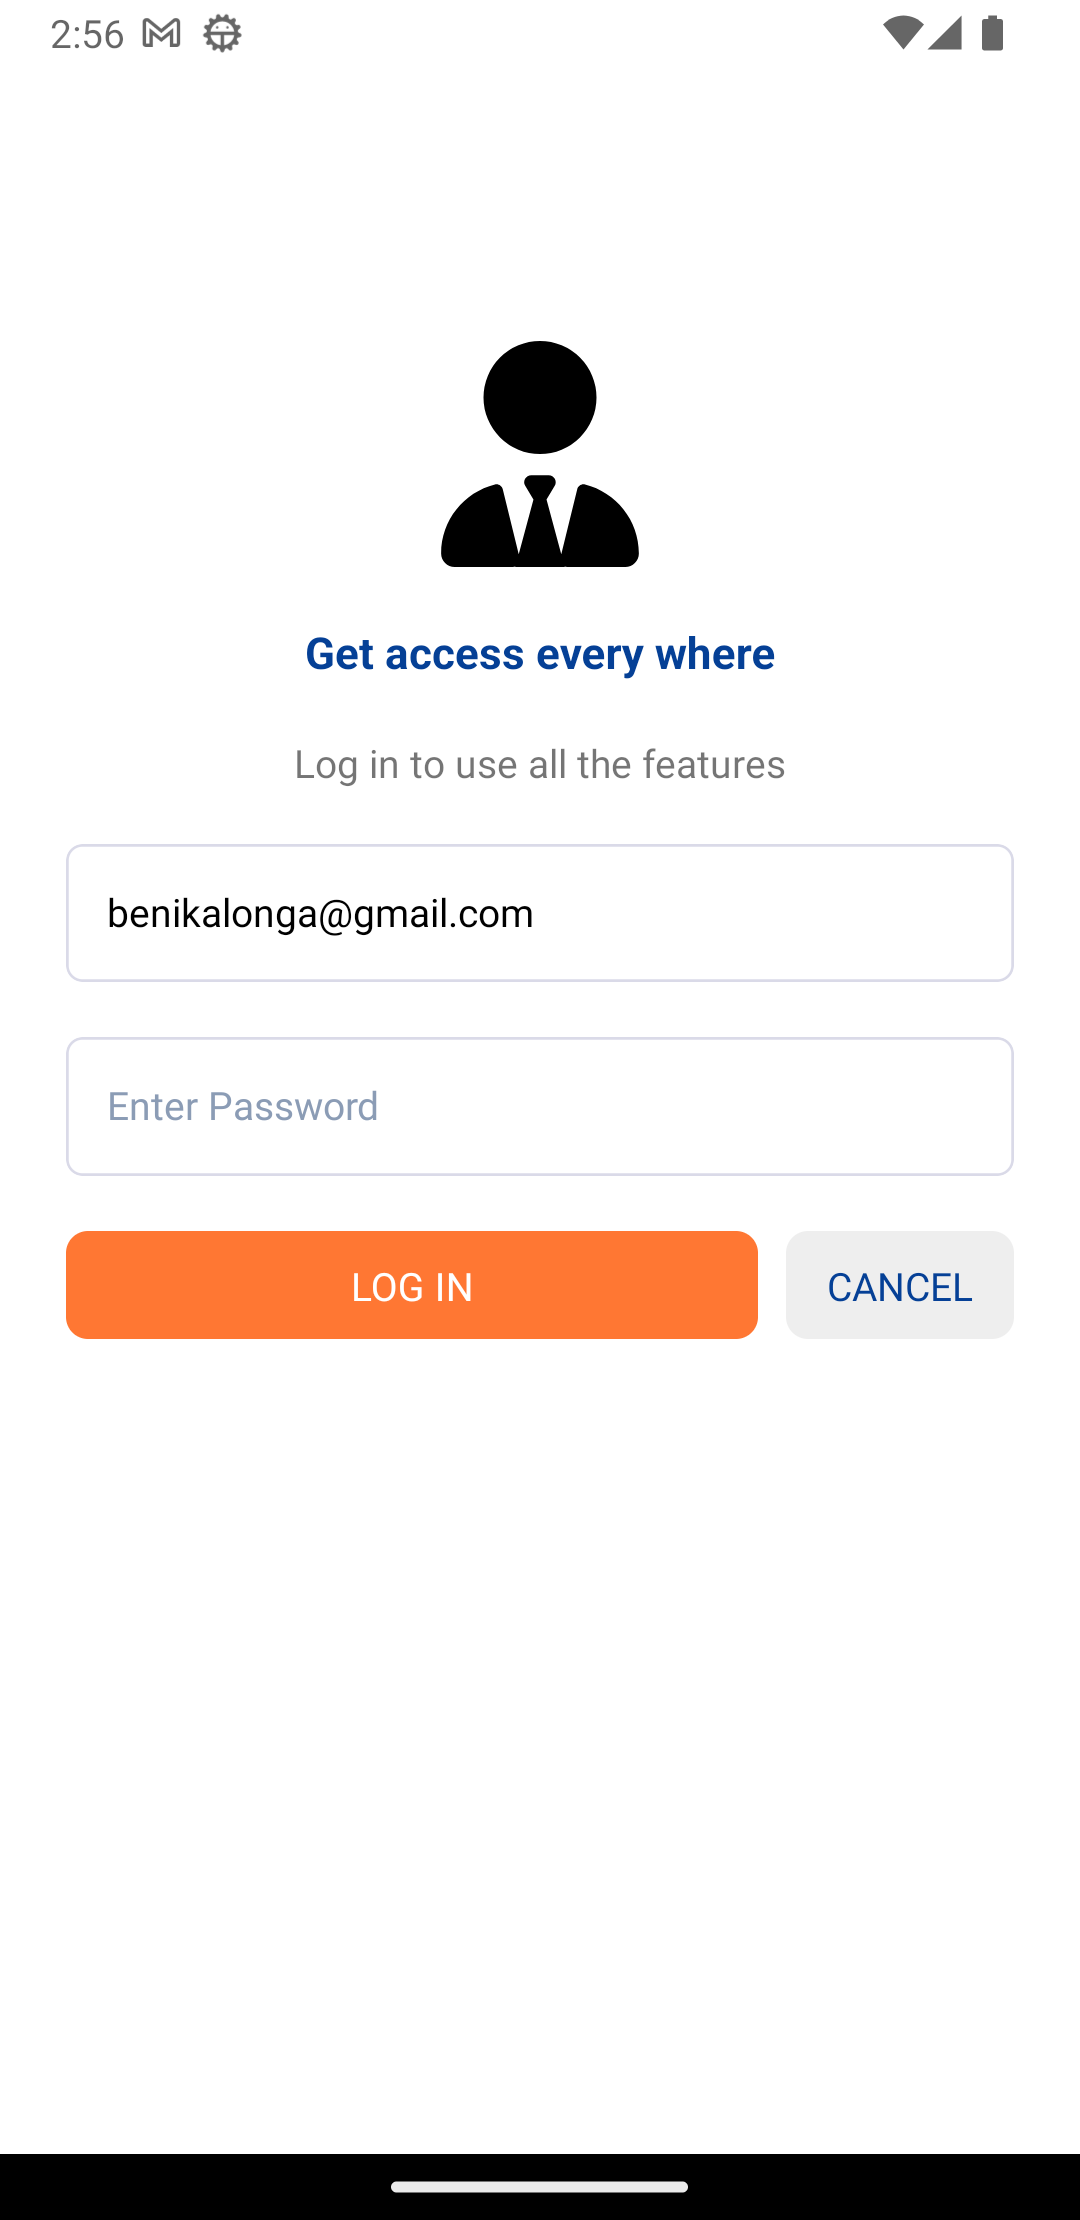 2:56
Get access every where
Log in to use all the features
benikalonga@gmail.com
Enter Password
LOG IN
CANCEL